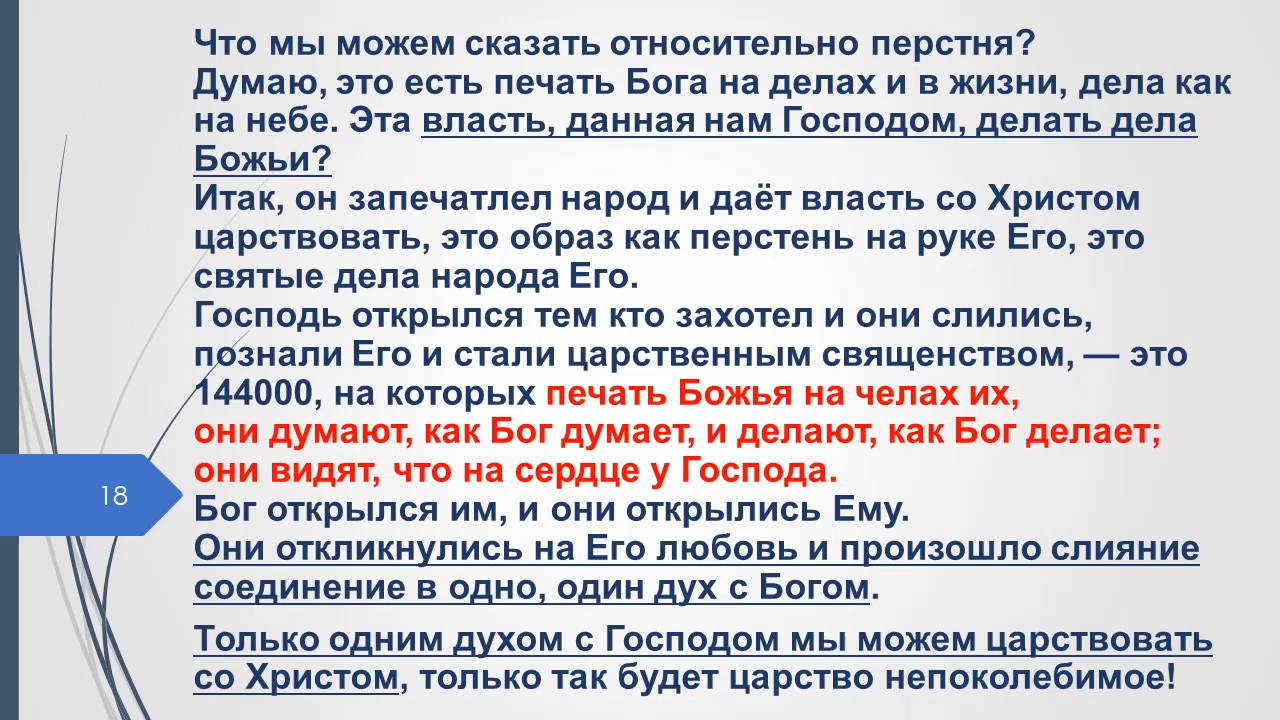 Что мы можем сказать относительно перстня?
Думаю, это есть печать Бога на делах и в жизни, дела как
на небе. Эта власть, данная нам Господом, делать дела
Божьи?
Итак, он запечатлел народ и даёт власть со Христом
царствовать, это образ как перстень на руке Его, это
святые дела народа Его.
Господь открылся тем кто захотел и они слились,
познали Его и стали царственным священством, — это
144000, на которых печать Божья на челах их,
они думают, как Бог думает, и делают, как Бог делает;
они видят, что на сердце у Господа.
18
Бог открылся им, и они открылись Ему.
Они откликнулись на Его любовь и произошло слияние
соединение в одно, один дух с Богом.
Только одним духом с Господом мы можем царствовать
со Христом, только так будет царство непоколебимое!